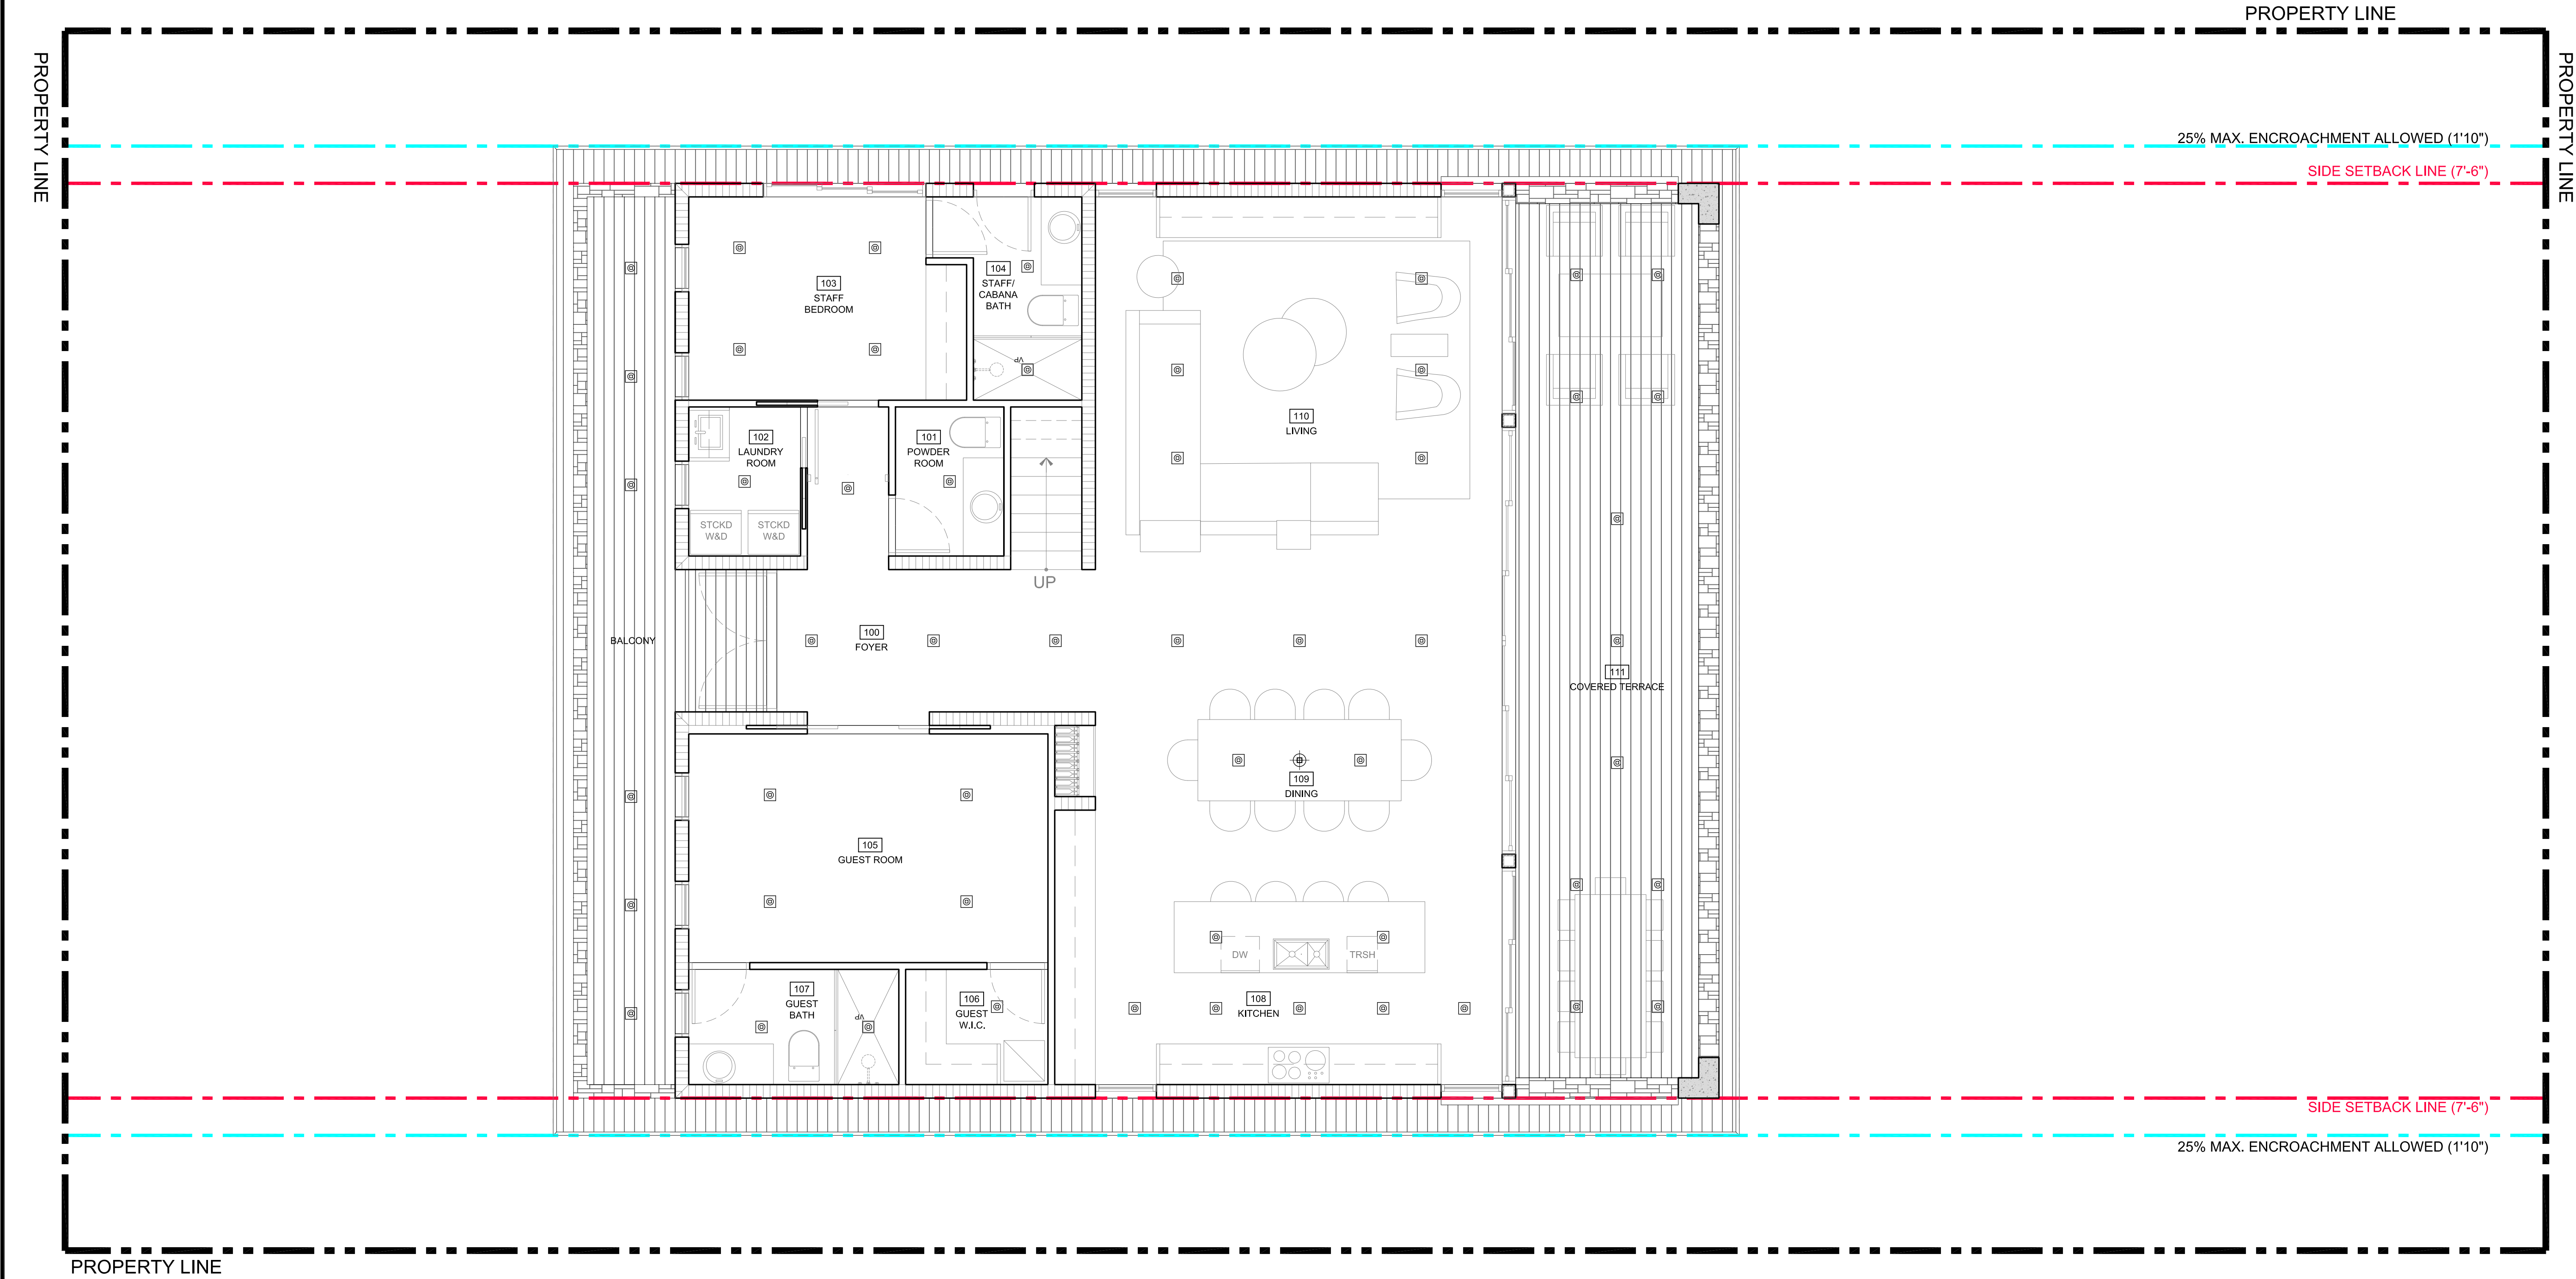 PROPERTY LINE
PROPERTY LINE
PROPERTY LINE
25% MAX. ENCROACHMENT ALLOWED (1'10")
SIDE SETBACK LINE (7'-6")
103
STAFF
BEDROOM
104
STAFF/
CABANA
BATH
VP
102
LAUNDRY
ROOM
101
POWDER
ROOM
110
LIVING
STCKD
W&D
STCKD
W&D
UP
BALCONY
100
FOYER
111
COVERED TERRACE
109
DINING
105
GUEST ROOM
DW
TRSH
107
GUEST
BATH
VP
106
GUEST
W.I.C.
108
KITCHEN
SIDE SETBACK LINE (7'-6")
25% MAX. ENCROACHMENT ALLOWED (1'10")
PROPERTY LINE